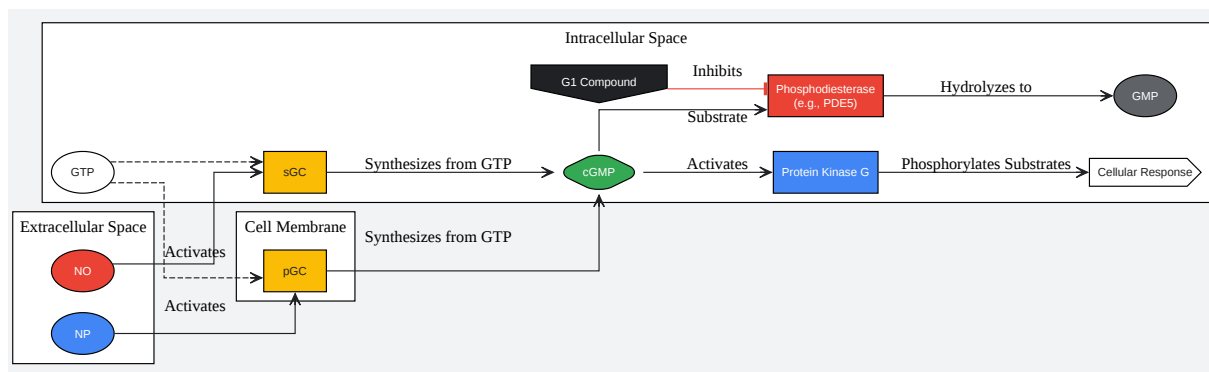 Intracellular Space
G1 Compound
Inhibits
Phosphodiesterase
(e.g., PDE5)
Hydrolyzes to
GMP
Substrate
GTP
sGC
Synthesizes from GTP
cGMP
Activates
Protein Kinase G
Phosphorylates Substrates
Cellular Response
Extracellular Space
Cell Membrane
Synthesizes from GTP
Activates
NO
pGC
Activates
NP